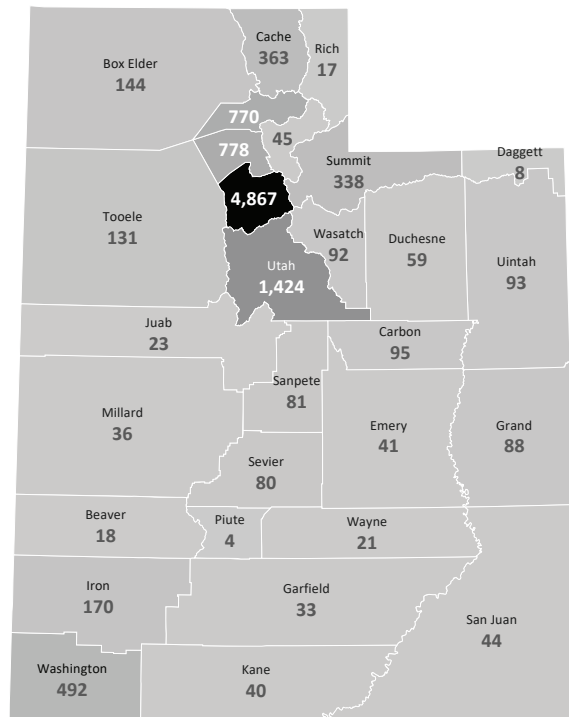 Cache
363
Rich
17
Box Elder
144
770
45
778
Summit
338
Daggett
8
4,867
Tooele
131
Wasatch
92
Duchesne
59
Uintah
93
Utah
1,424
Juab
23
Carbon
95
Sanpete
81
Millard
36
Emery
41
Grand
88
Sevier
80
Beaver
18
Piute
4
Wayne
21
Iron
170
Garfield
33
San Juan
44
Washington
492
Kane
40